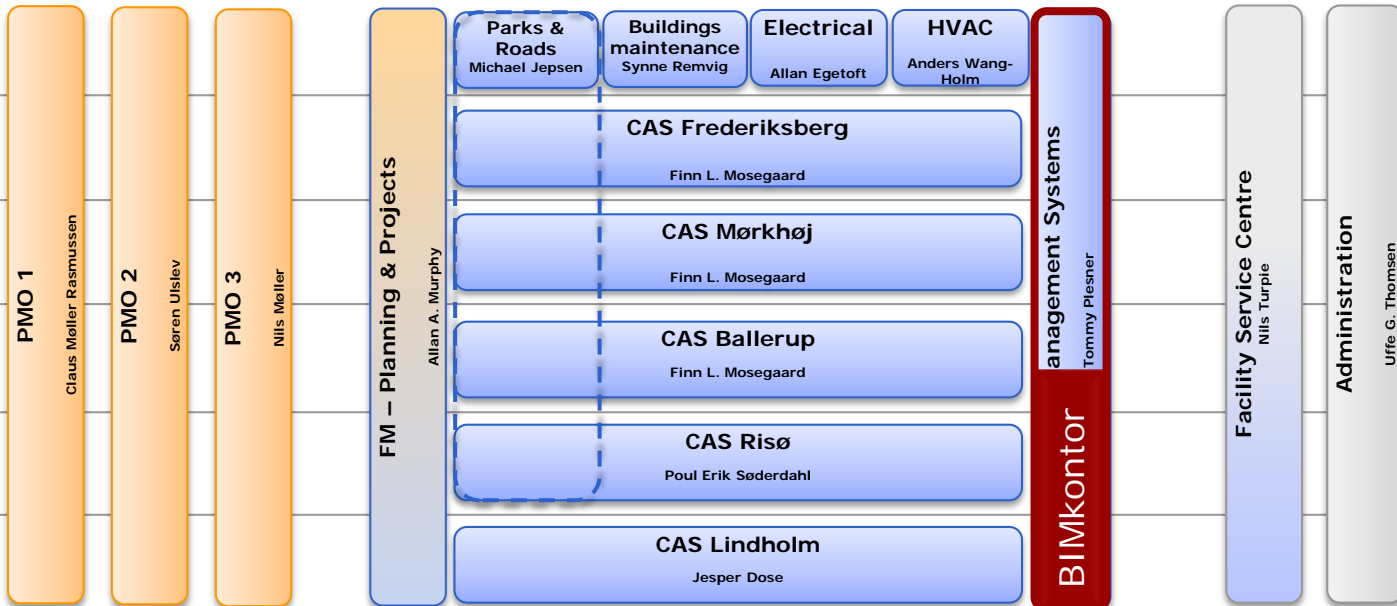 PMO 1
Claus Møller Rasmussen
PMO 2
Søren Ulslev
PMO 3
Nils Møller
FM – Planning & Projects
Allan A. Murphy
Parks &
Roads
Michael Jepsen
Buildings
maintenance
Synne Remvig
Electrical
Allan Egetoft
HVAC
Anders Wang-
Holm
CAS Frederiksberg
Finn L. Mosegaard
CAS Mørkhøj
Finn L. Mosegaard
CAS Ballerup
Finn L. Mosegaard
CAS Risø
Poul Erik Søderdahl
CAS Lindholm
Jesper Dose
anagement Systems
Tommy Plesner
BIMkontor
Facility Service Centre
Nils Turpie
Administration
Uffe G. Thomsen